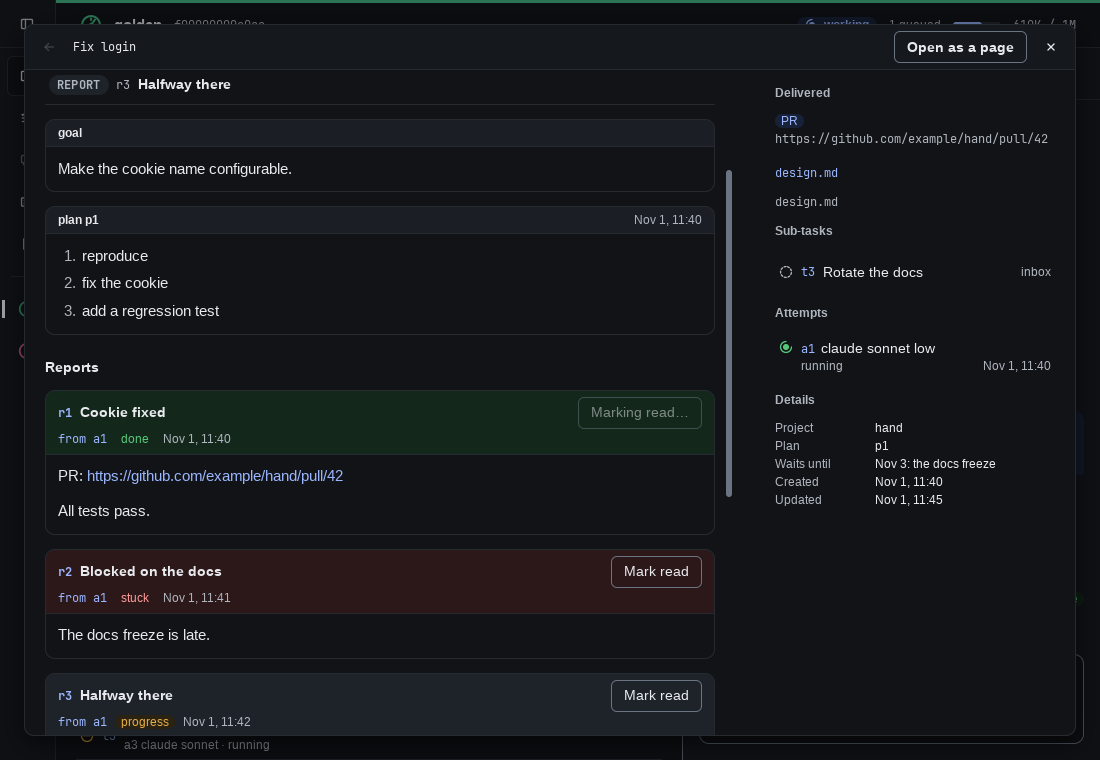 Fix login
Open as a page
REPORT r3 Halfway there
goal
Make the cookie name configurable.
plan p1 Nov 1, 11:40
1. reproduce
2. fix the cookie
3. add a regression test
Reports
r1 Cookie fixed Marking read…
from a1 done Nov 1, 11:40
PR: https://github.com/example/hand/pull/42
All tests pass.
r2 Blocked on the docs Mark read
from a1 stuck Nov 1, 11:41
The docs freeze is late.
r3 Halfway there Mark read
from a1 progress Nov 1, 11:42
a3 claude sonnet · running
Delivered
PR
https://github.com/example/hand/pull/42
design.md
design.md
Sub-tasks
t3 Rotate the docs inbox
Attempts
a1 claude sonnet low
running Nov 1, 11:40
Details
Project hand
Plan p1
Waits until Nov 3: the docs freeze
Created Nov 1, 11:40
Updated Nov 1, 11:45